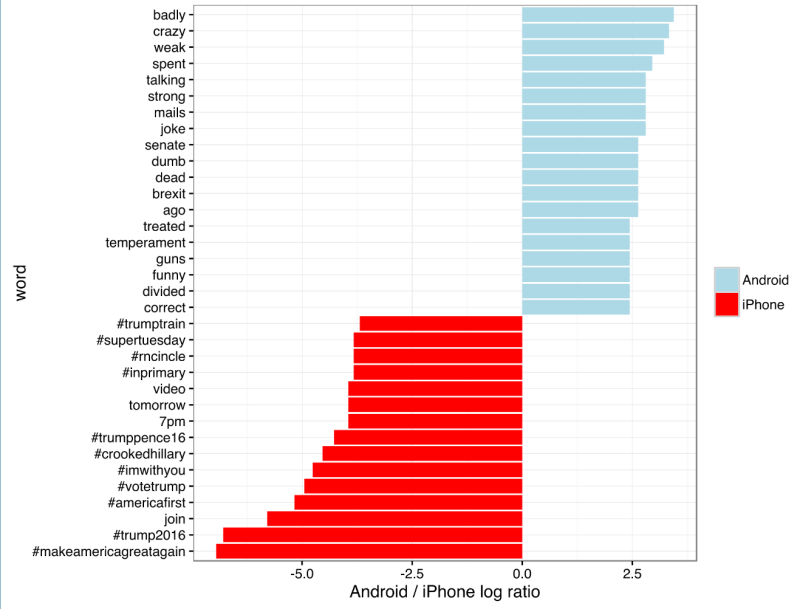 badly
crazy
weak
spent
talking
strong
mails
joke
senate
dumb
dead
brexit
ago
treated
temperament
guns
funny
divided
correct
#trumptrain
#supertuesday
#rncincle
#inprimary
video
tomorrow
7pm
#trumppence16
#crookedhillary
#imwithyou
#votetrump
#americafirst
join
#trump2016
#makeamericagreatagain
word
-5.0 -2.5 0.0 2.5
Android / iPhone log ratio
Android
iPhone